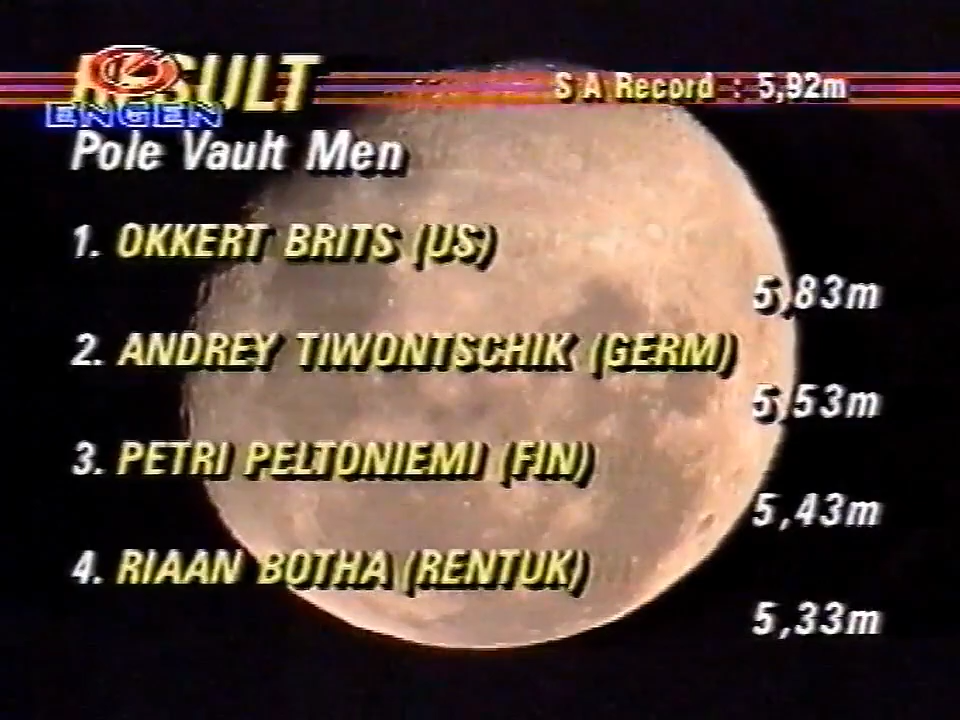 RESULT
S A Record : 5,92m
ENGEN
Pole Vault Men
1. OKKERT BRITS (US)
5,83m
2. ANDREY TIWONTSCHIK (GERM)
5,53m
3. PETRI PELTONIEMI (FIN)
5,43m
4. RIAAN BOTHA (RENTUK)
5,33m